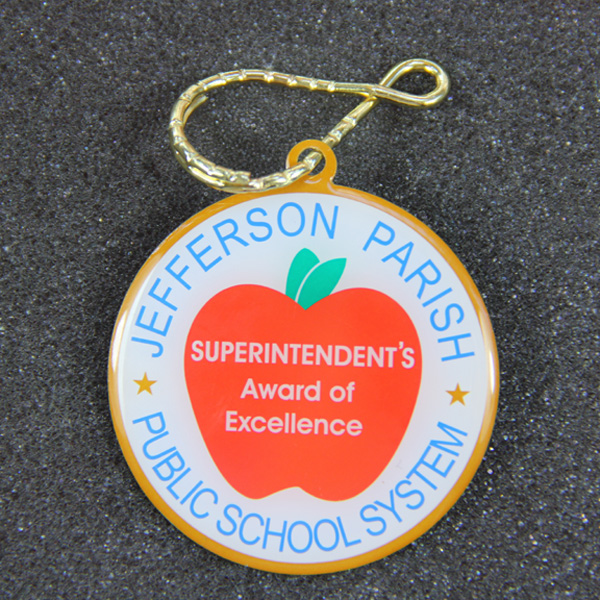 JEFFERSON PARISH
SUPERINTENDENT'S
Award of
Excellence
PUBLIC SCHOOL SYSTEM